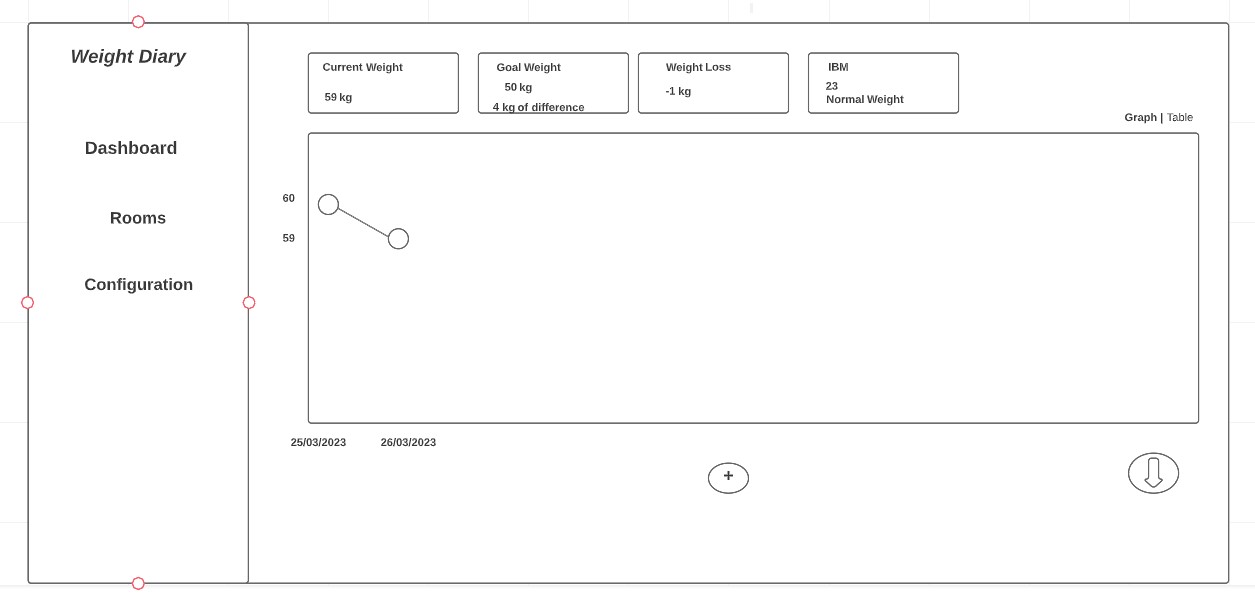 Weight Diary
Dashboard
Rooms
Configuration
Current Weight
59 kg
Goal Weight
50 kg
4 kg of difference
Weight Loss
-1 kg
IBM
23
Normal Weight
Graph | Table
60
59
25/03/2023 26/03/2023
+